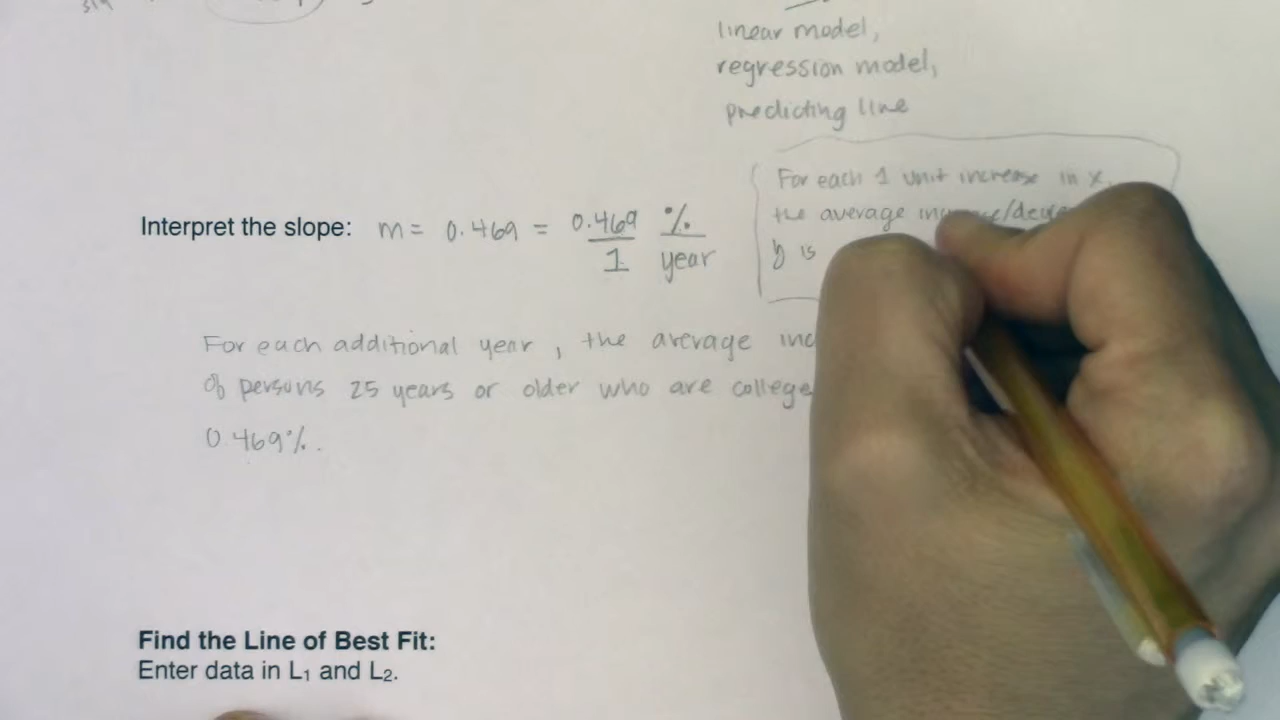 linear model,
regression model,
predicting line
For each 1 unit increase in x,
the average
ŷ is
Interpret the slope: m = 0.469 = 0.469 % / 1 year
For each additional year, the average inc
of persons 25 years or older who are college
0.469%.
Find the Line of Best Fit:
Enter data in L1 and L2.